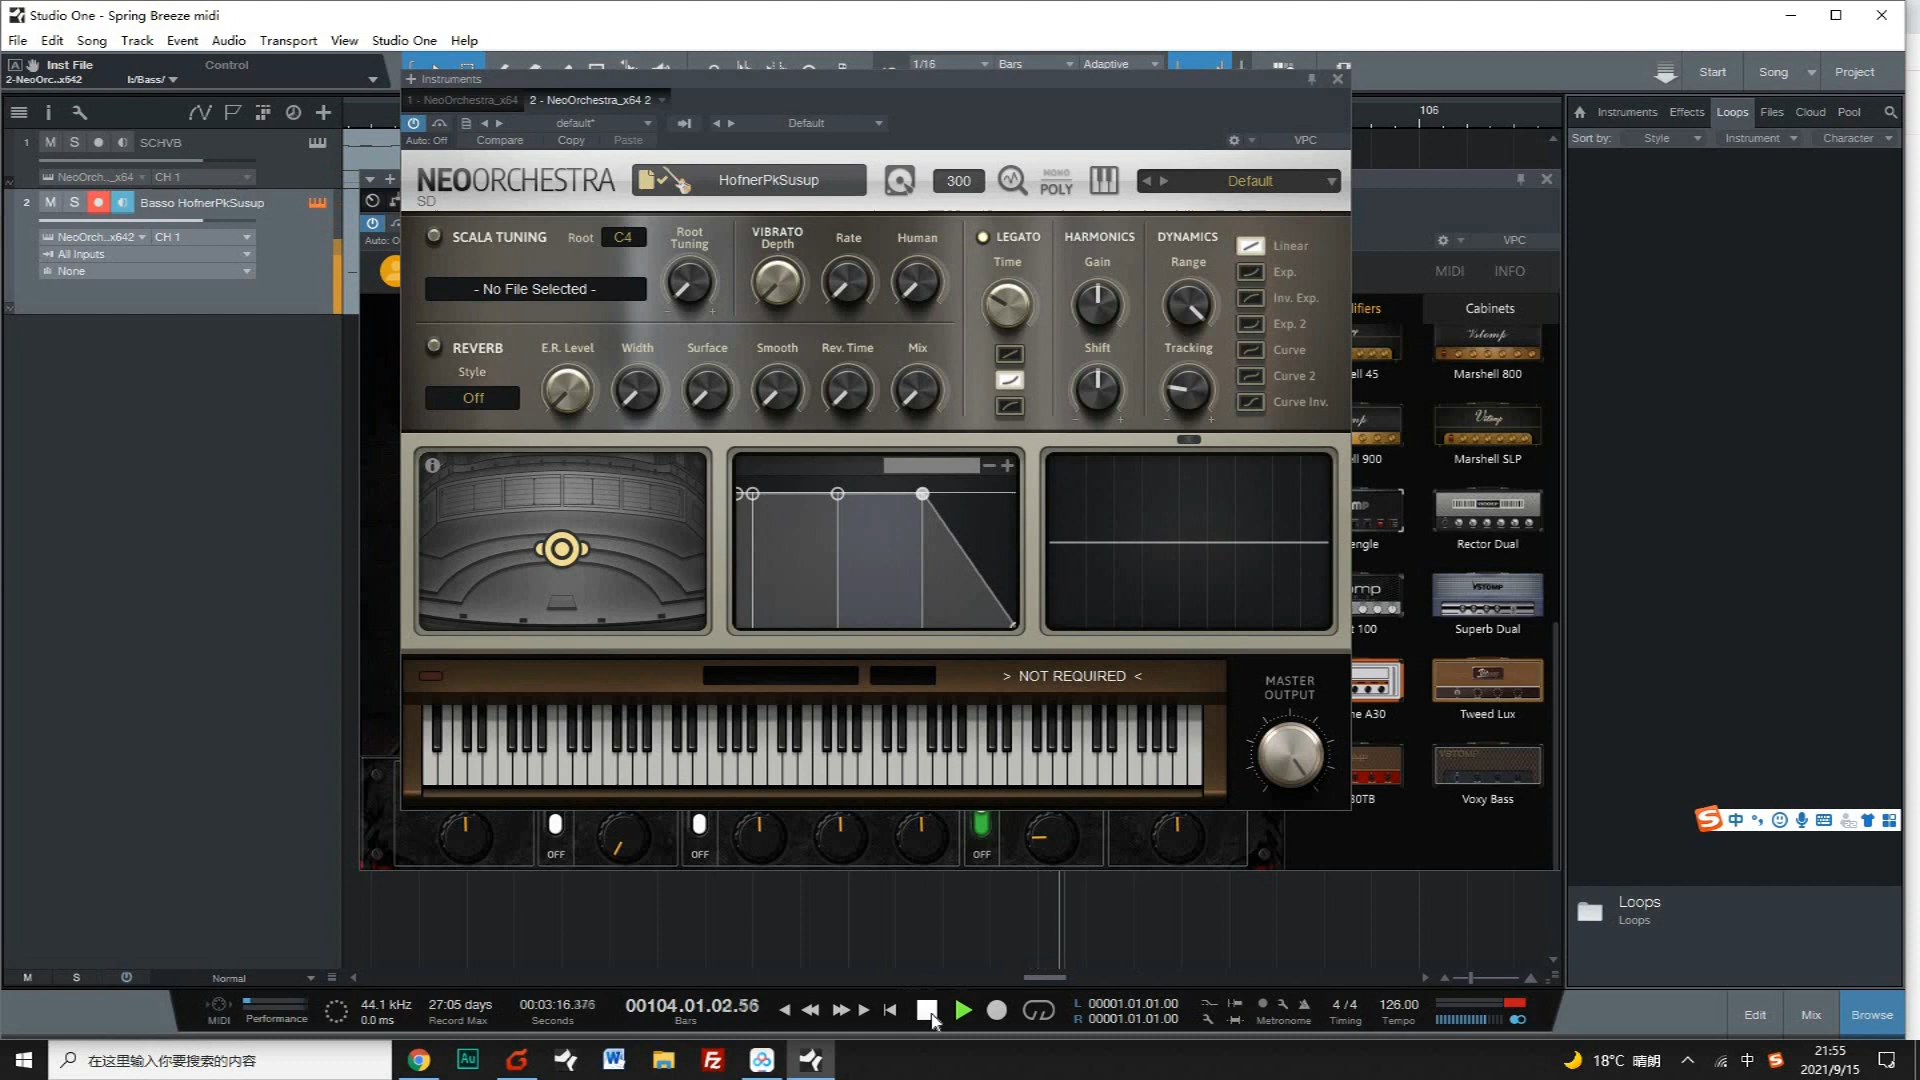 Studio One - Spring Breeze midi
File Edit Song Track Event Audio Transport View Studio One Help
Inst File
Control
2-NeoOrc..x642
1/16 Bars Adaptive
Start Song Project
Instruments
1 - NeoOrchestra_x64 2 - NeoOrchestra_x64 2
default* Default
Auto: Off Compare Copy Paste VPC
106
Instruments Effects Loops Files Cloud Pool
Sort by: Style Instrument Character
1 M S SCHVB
NeoOrch..._x64 CH 1
2 M S Basso HofnerPkSusup
NeoOrch...x642 CH 1
All Inputs
None
NEOORCHESTRA
SD
HofnerPkSusup
300
MONO
POLY
Default
SCALA TUNING Root C4
Root
Tuning
- No File Selected -
VIBRATO
Depth Rate Human
LEGATO
Time
HARMONICS
Gain
Shift
DYNAMICS
Range
Tracking
Linear
Exp.
Inv. Exp.
Exp. 2
Curve
Curve 2
Curve Inv.
REVERB
Style
Off
E.R. Level Width Surface Smooth Rev. Time Mix
> NOT REQUIRED <
MASTER
OUTPUT
VPC
MIDI INFO
Cabinets
Marshell 800
Marshell SLP
Rector Dual
Superb Dual
Tweed Lux
Voxy Bass
OFF OFF OFF
中
Loops
Loops
M S Normal
MIDI Performance
44.1 kHz
0.0 ms
27:05 days
Record Max
00:03:16.376
Seconds
00104.01.02.56
Bars
L 00001.01.01.00
R 00001.01.01.00
Metronome
4 / 4
Timing
126.00
Tempo
Edit Mix Browse
在这里输入你要搜索的内容
18°C 晴朗
中
21:55
2021/9/15